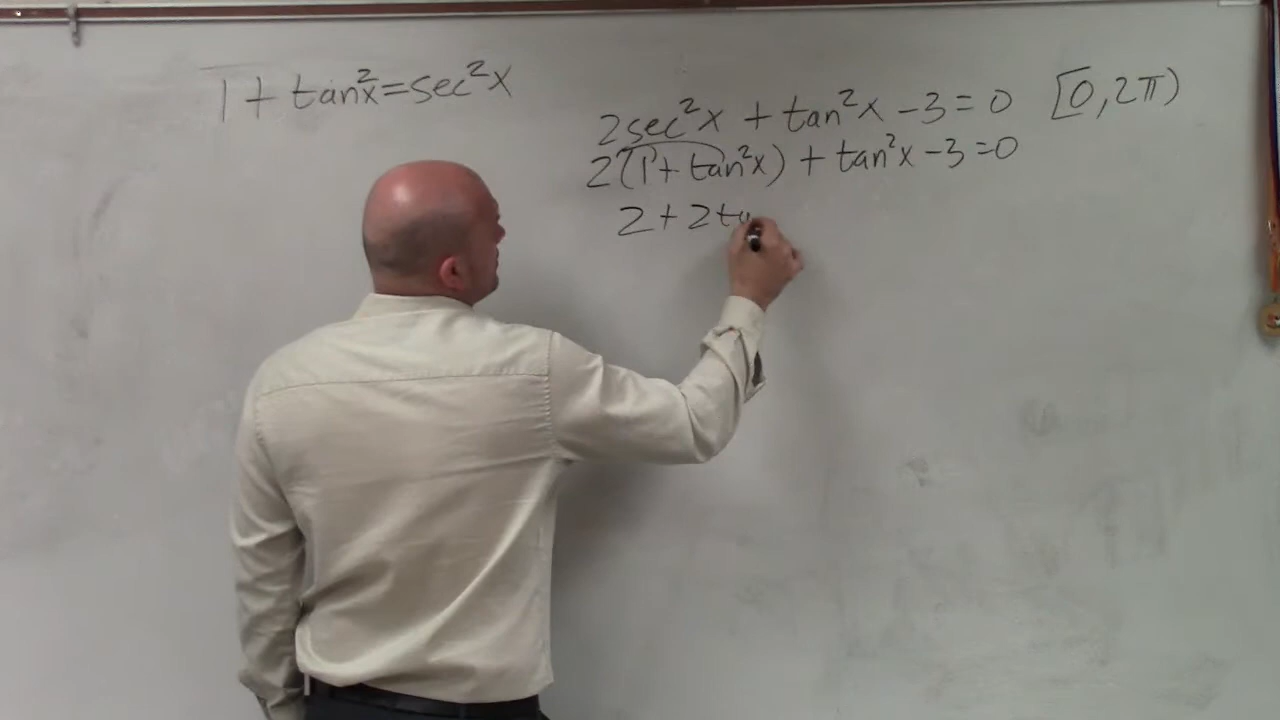 1 + tan²x = sec²x
2sec²x + tan²x - 3 = 0 [0, 2π)
2(1 + tan²x) + tan²x - 3 = 0
2 + 2t